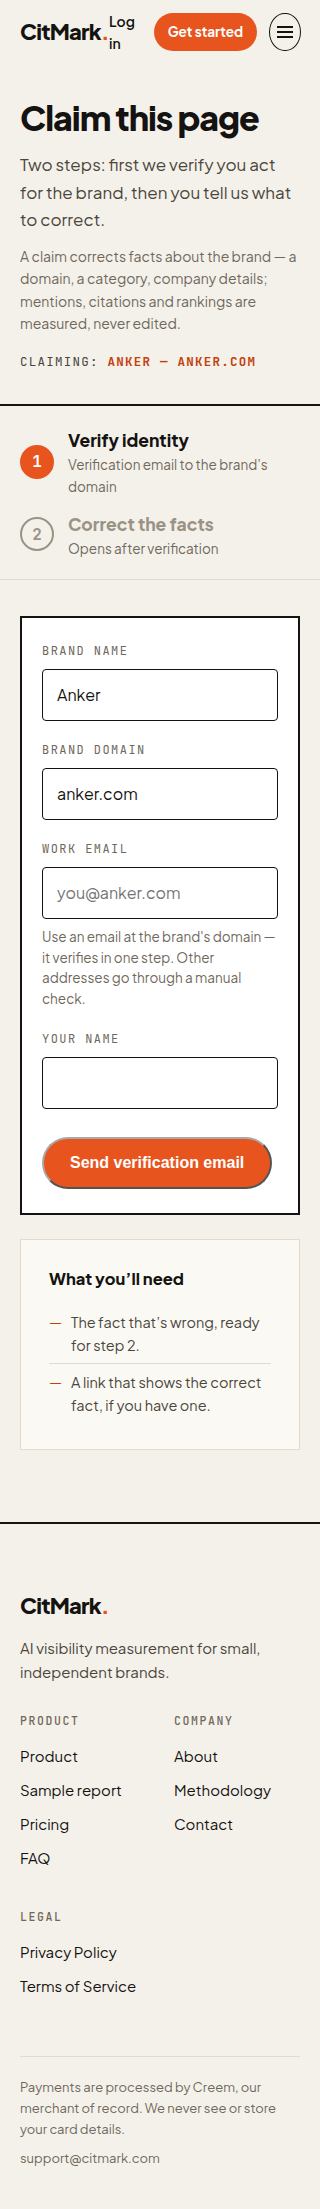 CitMark.
Log
in
Get started
Claim this page
Two steps: first we verify you act
for the brand, then you tell us what
to correct.
A claim corrects facts about the brand — a
domain, a category, company details;
mentions, citations and rankings are
measured, never edited.
CLAIMING: ANKER — ANKER.COM
1
Verify identity
Verification email to the brand's
domain
2
Correct the facts
Opens after verification
BRAND NAME
Anker
BRAND DOMAIN
anker.com
WORK EMAIL
you@anker.com
Use an email at the brand's domain —
it verifies in one step. Other
addresses go through a manual
check.
YOUR NAME
Send verification email
What you'll need
— The fact that's wrong, ready
for step 2.
— A link that shows the correct
fact, if you have one.
CitMark.
AI visibility measurement for small,
independent brands.
PRODUCT
Product
Sample report
Pricing
FAQ
COMPANY
About
Methodology
Contact
LEGAL
Privacy Policy
Terms of Service
Payments are processed by Creem, our
merchant of record. We never see or store
your card details.
support@citmark.com